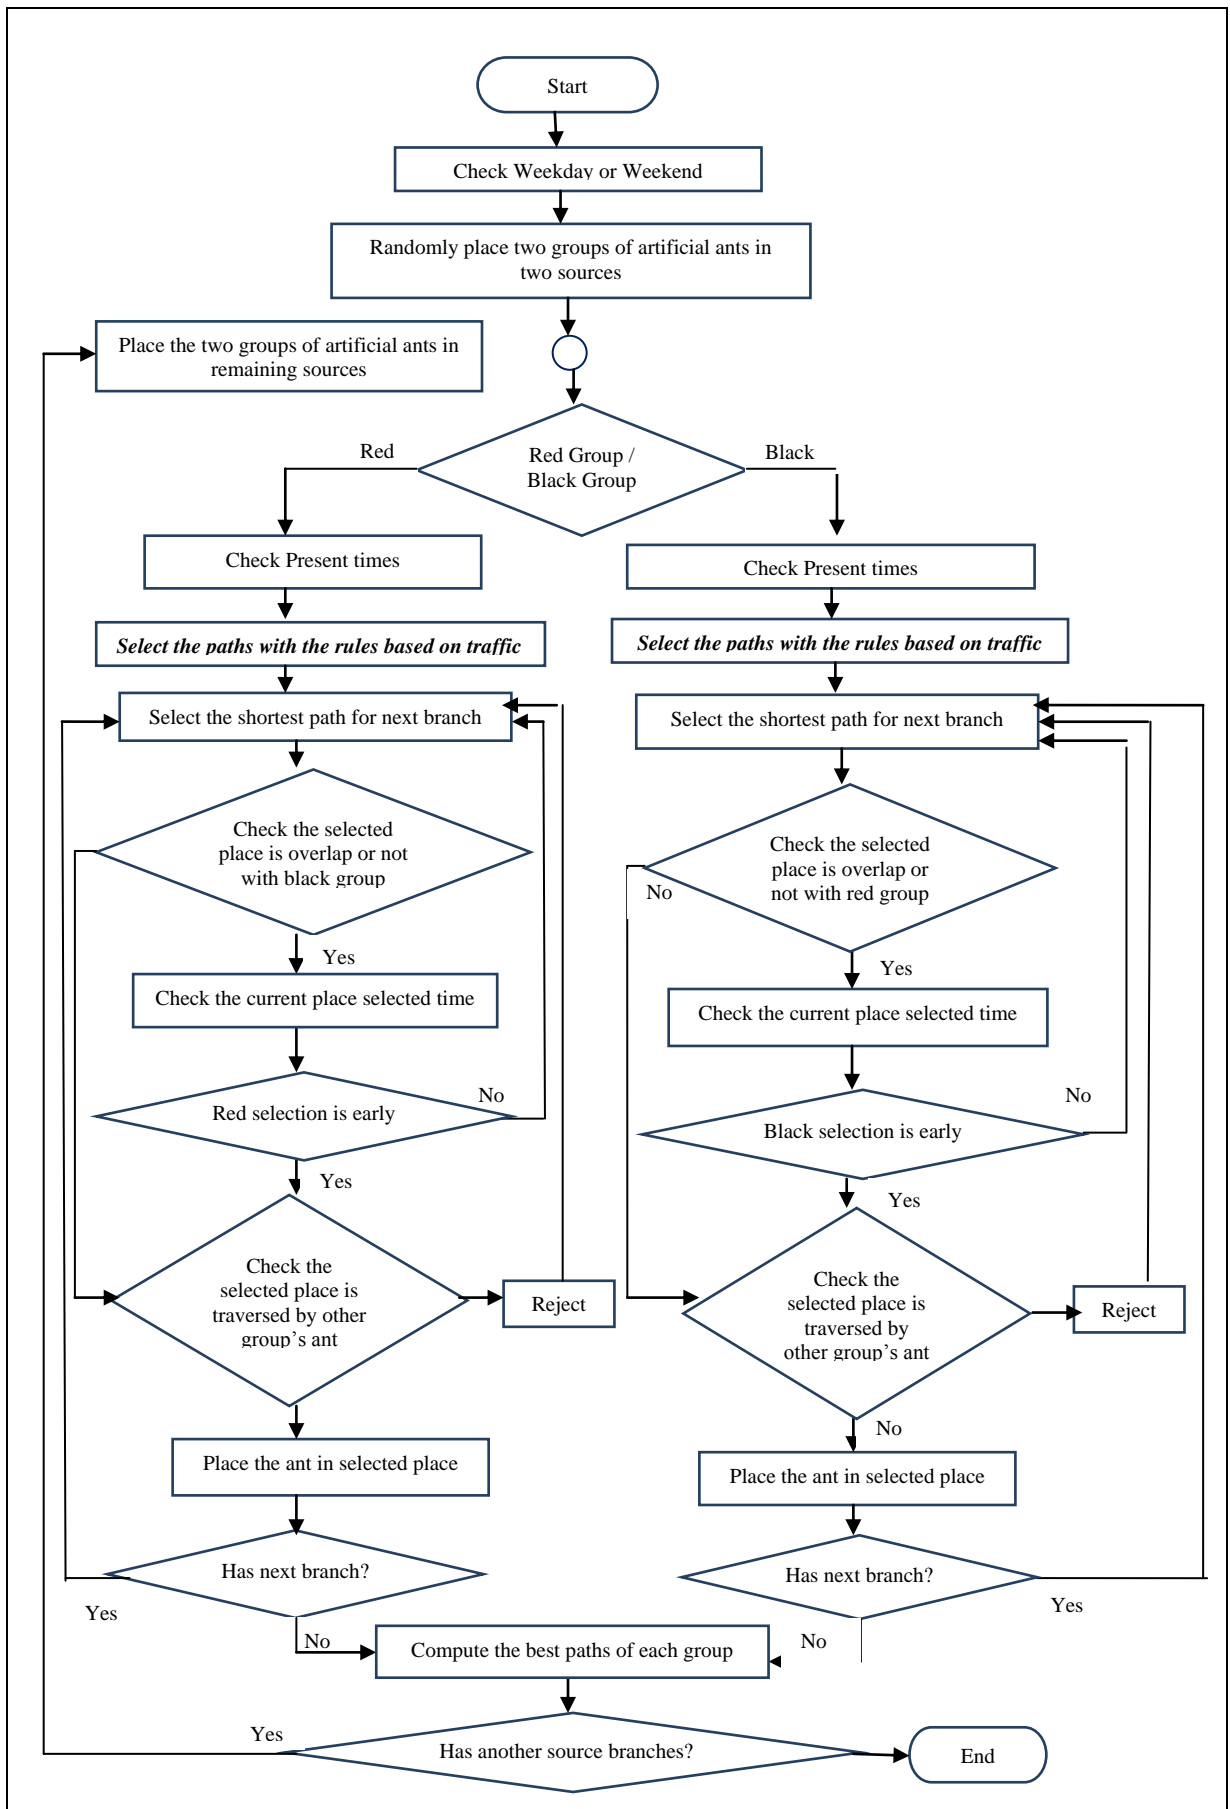 Start
Check Weekday or Weekend
Randomly place two groups of artificial ants in
two sources
Place the two groups of artificial ants in
remaining sources
Red Group /
Black Group
Red
Black
Check Present times
Select the paths with the rules based on traffic
Select the shortest path for next branch
Check the selected
place is overlap or not
with black group
Yes
Check the current place selected time
Red selection is early
No
Yes
Check the
selected place is
traversed by other
group's ant
Reject
Place the ant in selected place
Has next branch?
Yes
No
Check Present times
Select the paths with the rules based on traffic
Select the shortest path for next branch
Check the selected
place is overlap or
not with red group
No
Yes
Check the current place selected time
Black selection is early
No
Yes
Check the
selected place is
traversed by
other group's ant
Reject
No
Place the ant in selected place
Has next branch?
Yes
No
Compute the best paths of each group
Has another source branches?
Yes
End